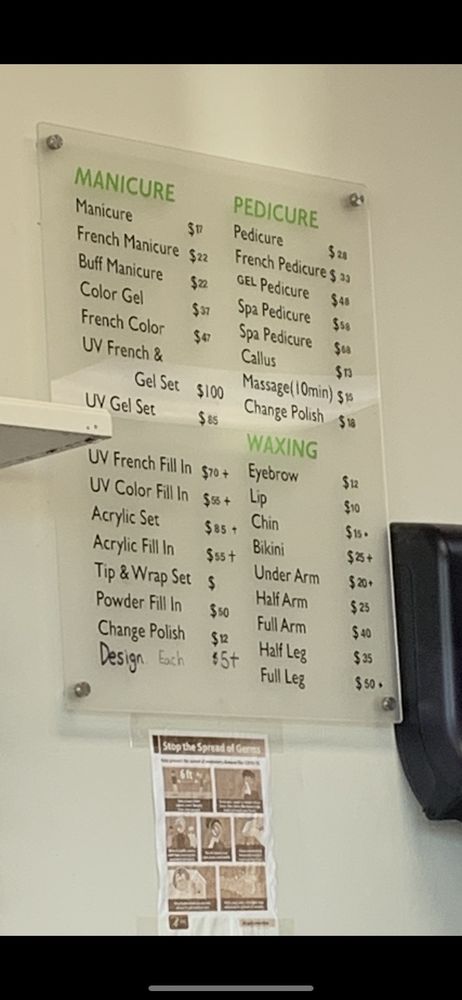 MANICURE
Manicure $17
French Manicure $22
Buff Manicure $22
Color Gel $37
French Color $47
UV French &
Gel Set $100
UV Gel Set $85
UV French Fill In $70 +
UV Color Fill In $55 +
Acrylic Set $85 +
Acrylic Fill In $55 +
Tip & Wrap Set $
Powder Fill In $50
Change Polish $12
Design Each $5+
PEDICURE
Pedicure $28
French Pedicure $33
GEL Pedicure $48
Spa Pedicure $58
Spa Pedicure $68
Callus $13
Massage(10min) $15
Change Polish $18
WAXING
Eyebrow $12
Lip $10
Chin $15+
Bikini $25+
Under Arm $20+
Half Arm $25
Full Arm $40
Half Leg $35
Full Leg $50+
Stop the Spread of Germs
6 ft